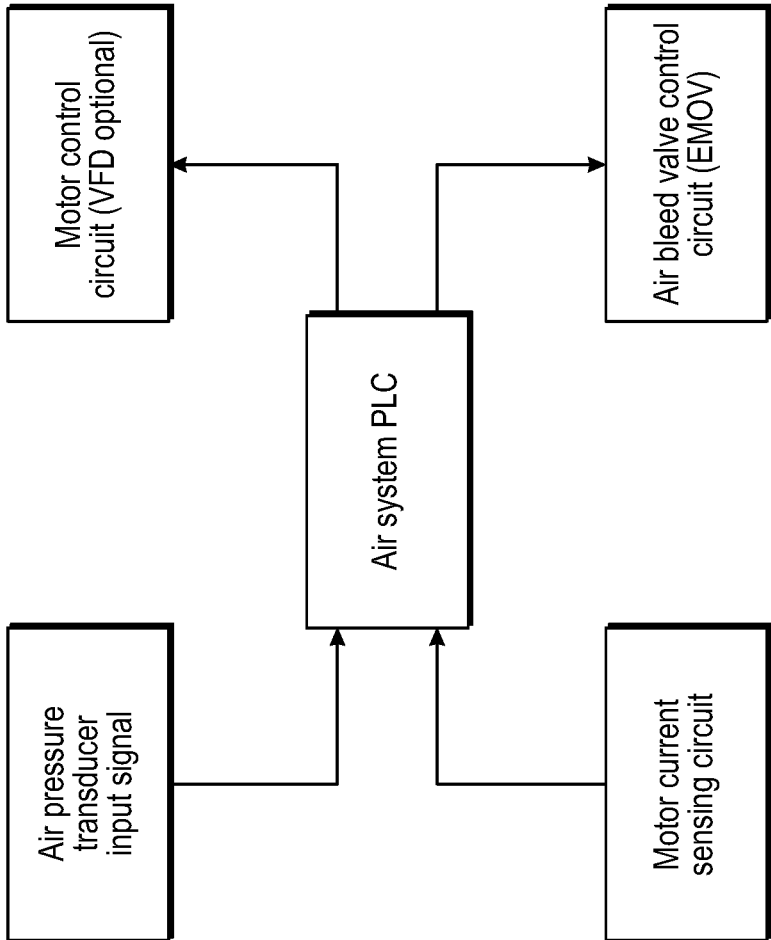 Air pressure
transducer
input signal
Motor current
sensing circuit
Air system PLC
Motor control
circuit (VFD optional)
Air bleed valve control
circuit (EMOV)